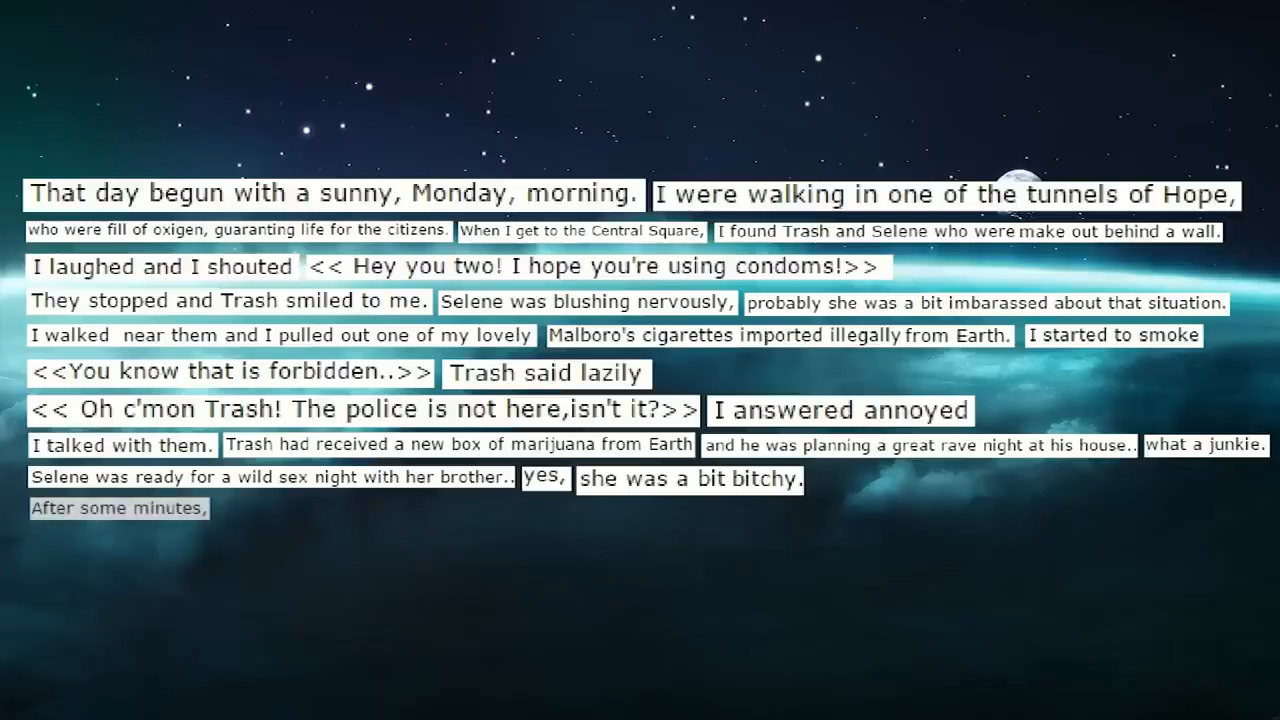 That day begun with a sunny, Monday, morning. I were walking in one of the tunnels of Hope,
who were fill of oxigen, guaranting life for the citizens. When I get to the Central Square, I found Trash and Selene who were make out behind a wall.
I laughed and I shouted << Hey you two! I hope you're using condoms!>>
They stopped and Trash smiled to me. Selene was blushing nervously, probably she was a bit imbarassed about that situation.
I walked near them and I pulled out one of my lovely Malboro's cigarettes imported illegally from Earth. I started to smoke
<<You know that is forbidden..>> Trash said lazily
<< Oh c'mon Trash! The police is not here,isn't it?>> I answered annoyed
I talked with them. Trash had received a new box of marijuana from Earth and he was planning a great rave night at his house.. what a junkie.
Selene was ready for a wild sex night with her brother.. yes, she was a bit bitchy.
After some minutes,